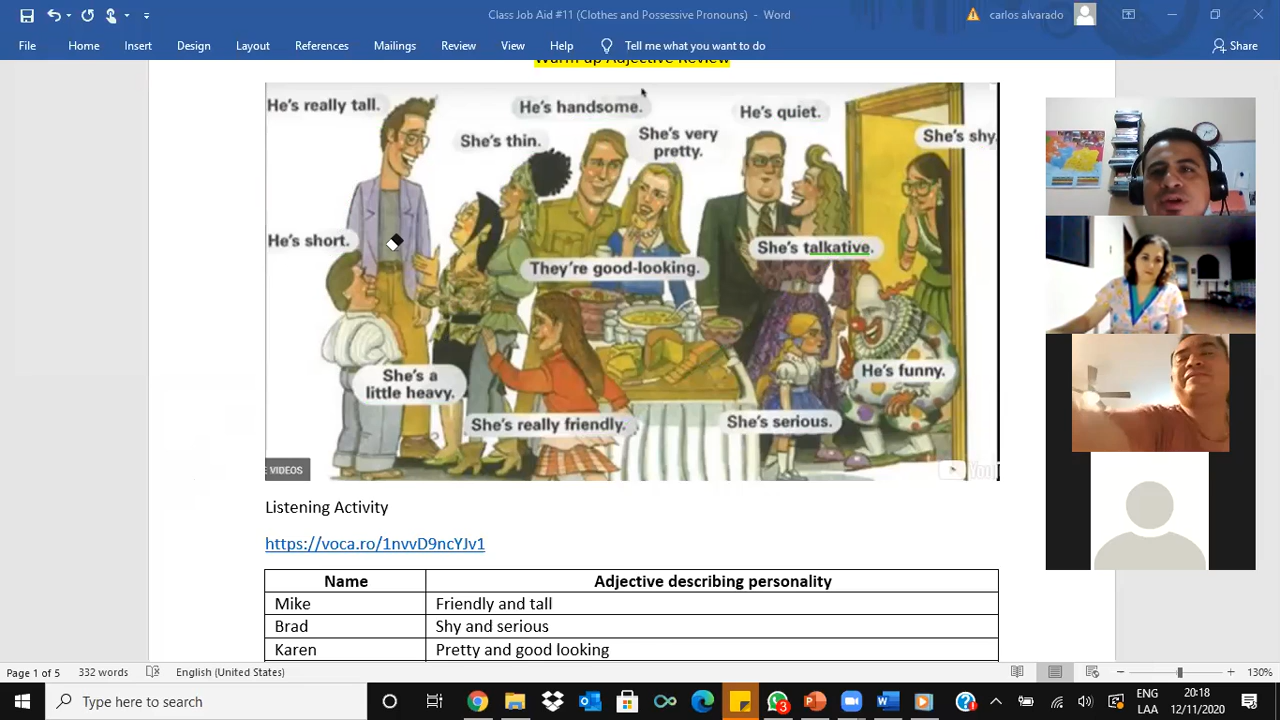 Class Job Aid #11 (Clothes and Possessive Pronouns) - Word
carlos alvarado
File Home Insert Design Layout References Mailings Review View Help Tell me what you want to do Share
Warm up Adjective Review
He's really tall.
He's handsome.
He's quiet.
She's thin.
She's very
pretty.
She's shy.
He's short.
She's talkative.
They're good-looking.
She's a
little heavy.
He's funny.
She's really friendly.
She's serious.
E VIDEOS
Listening Activity
https://voca.ro/1nvvD9ncYJv1
Name Adjective describing personality
Mike Friendly and tall
Brad Shy and serious
Karen Pretty and good looking
Page 1 of 5 332 words English (United States) 130%
Type here to search
3
ENG
LAA
20:18
12/11/2020